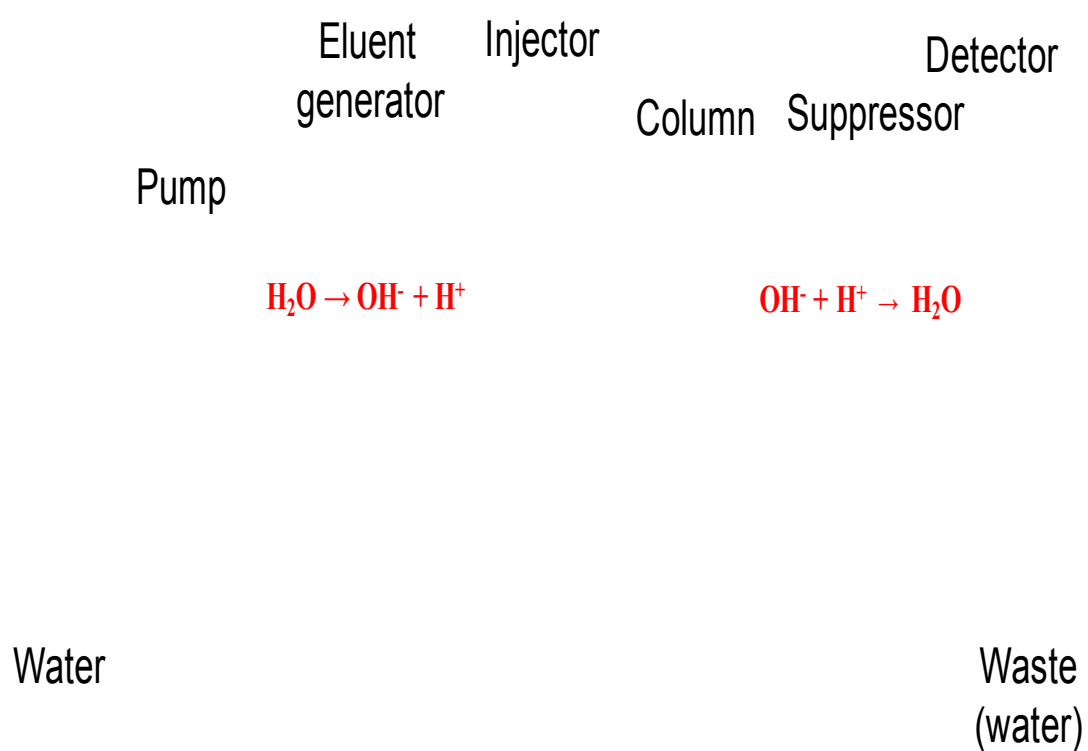 Eluent
generator
Injector
Detector
Column
Suppressor
Pump
H₂O → OH⁻ + H⁺
OH⁻ + H⁺ → H₂O
Water
Waste
(water)